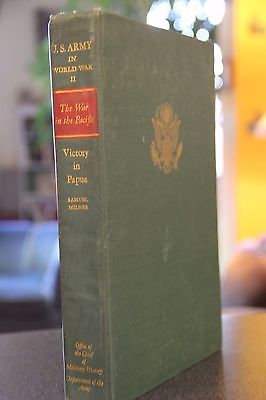 U.S. ARMY
IN
WORLD WAR
II
The War
in the Pacific
Victory
in
Papua
SAMUEL
MILNER
Office of
the Chief
of
Military History
Department of the
Army